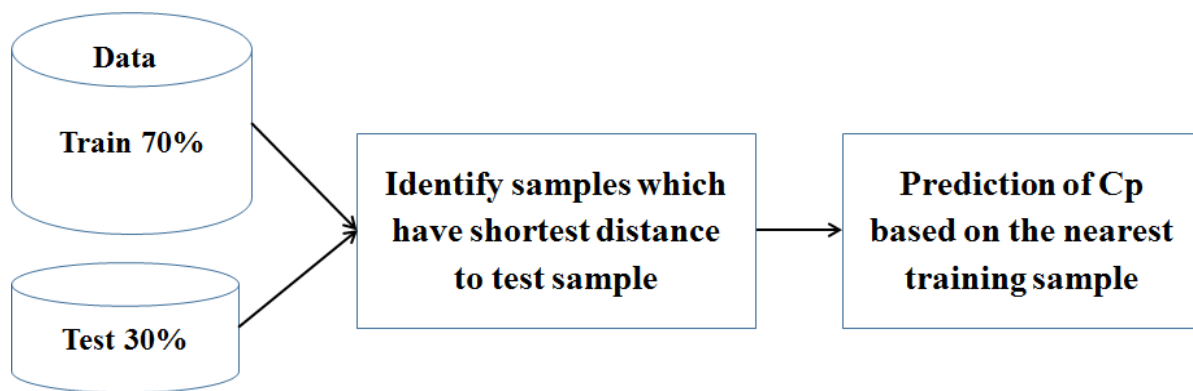 Data
Train 70%
Test 30%
Identify samples which
have shortest distance
to test sample
Prediction of Cp
based on the nearest
training sample